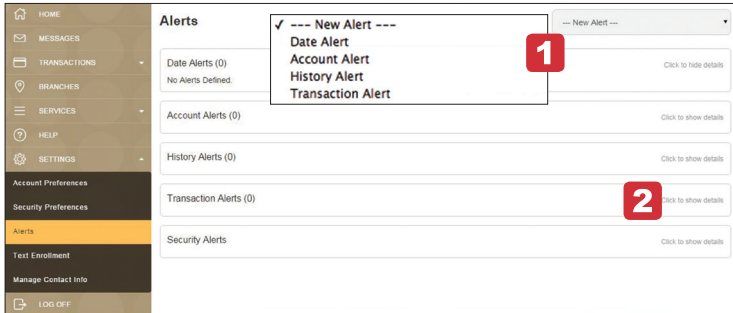 HOME
MESSAGES
TRANSACTIONS
BRANCHES
SERVICES
HELP
SETTINGS
Account Preferences
Security Preferences
Alerts
Text Enrollment
Manage Contact Info
LOG OFF
Alerts
✓ --- New Alert ---
Date Alert
Account Alert
History Alert
Transaction Alert
--- New Alert ---
1
Date Alerts (0)
Click to hide details
No Alerts Defined.
Account Alerts (0)
Click to show details
History Alerts (0)
Click to show details
Transaction Alerts (0)
2
Click to show details
Security Alerts
Click to show details